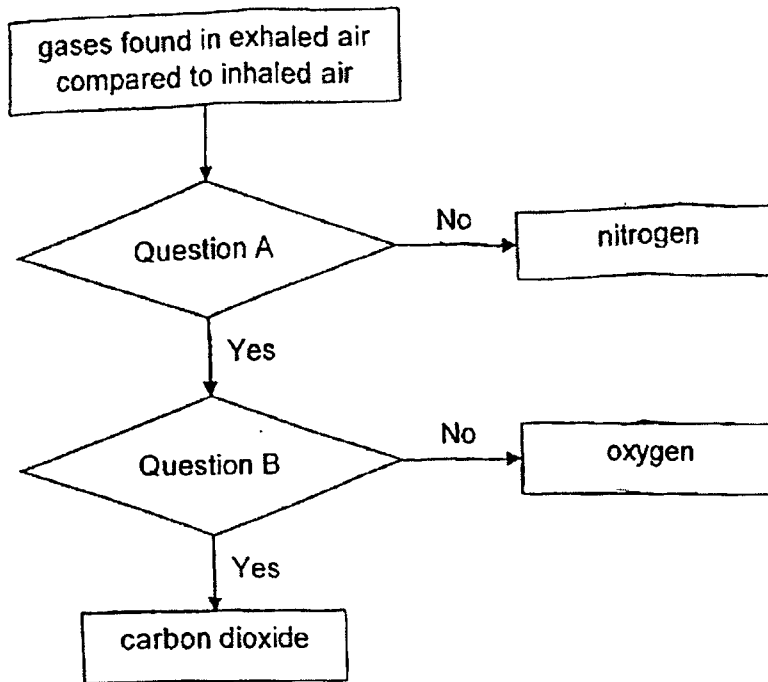 gases found in exhaled air
compared to inhaled air
Question A
No
nitrogen
Yes
Question B
No
oxygen
Yes
carbon dioxide